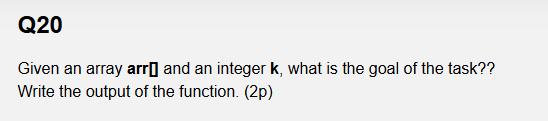 Q20
Given an array arr[] and an integer k, what is the goal of the task??
Write the output of the function. (2p)